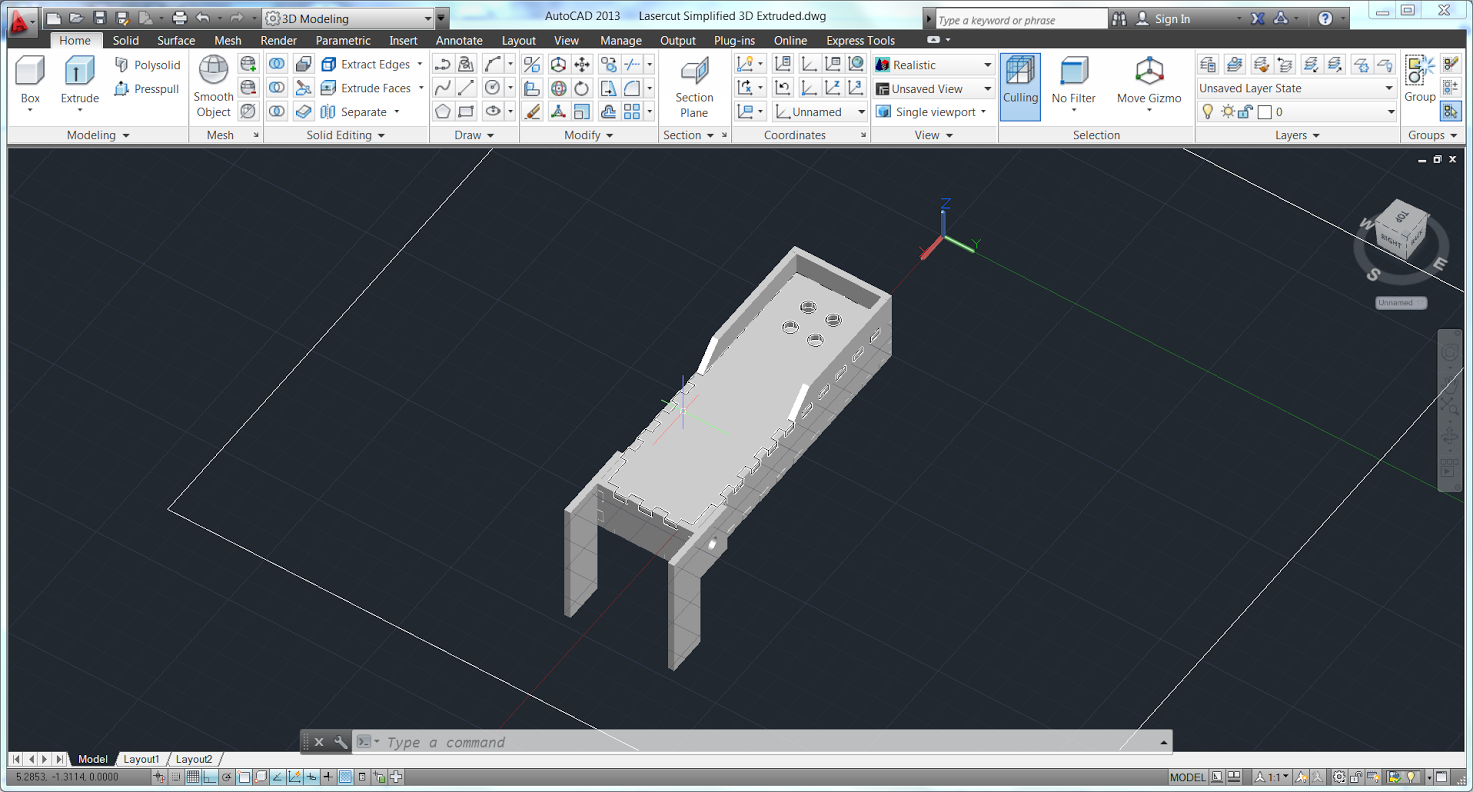 3D Modeling
AutoCAD 2013 Lasercut Simplified 3D Extruded.dwg
Type a keyword or phrase
Sign In
Home Solid Surface Mesh Render Parametric Insert Annotate Layout View Manage Output Plug-ins Online Express Tools
Box
Extrude
Polysolid
Presspull
Modeling
Smooth
Object
Mesh
Extract Edges
Extrude Faces
Separate
Solid Editing
Draw
Modify
Section
Plane
Section
Unnamed
Coordinates
Realistic
Unsaved View
Single viewport
View
Culling
No Filter
Move Gizmo
Selection
Unsaved Layer State
0
Layers
Group
Groups
Z
Y
X
TOP
RIGHT
BACK
W
S
E
Unnamed
Type a command
Model Layout1 Layout2
5.2853, -1.3114, 0.0000
MODEL
1:1